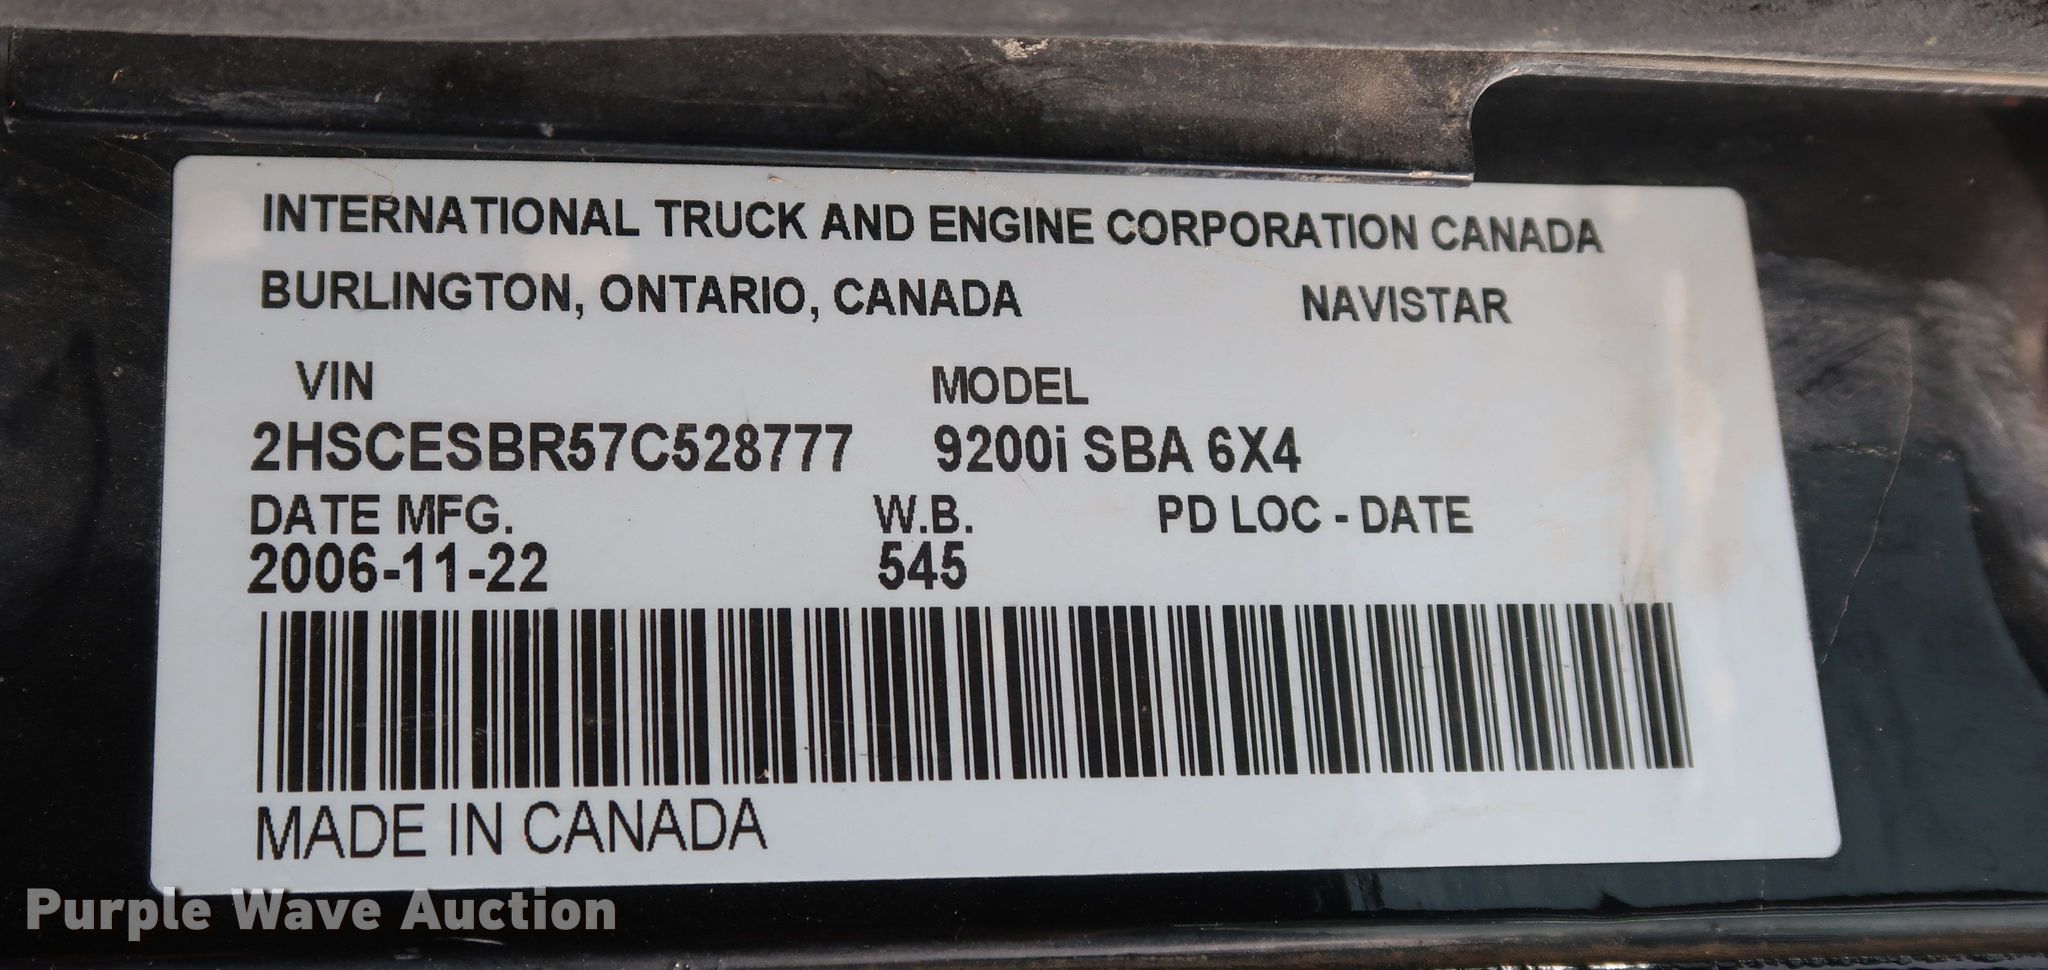 INTERNATIONAL TRUCK AND ENGINE CORPORATION CANADA
BURLINGTON, ONTARIO, CANADA NAVISTAR
VIN MODEL
2HSCESBR57C528777 9200i SBA 6X4
DATE MFG. W.B. PD LOC - DATE
2006-11-22 545
MADE IN CANADA
Purple Wave Auction